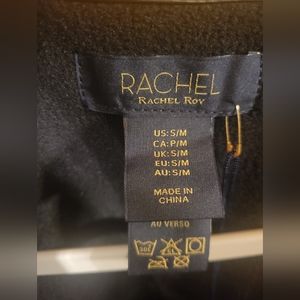 RACHEL
RACHEL ROY
US: S/M
CA: P/M
UK: S/M
EU: S/M
AU: S/M
MADE IN
CHINA
AU VERSO